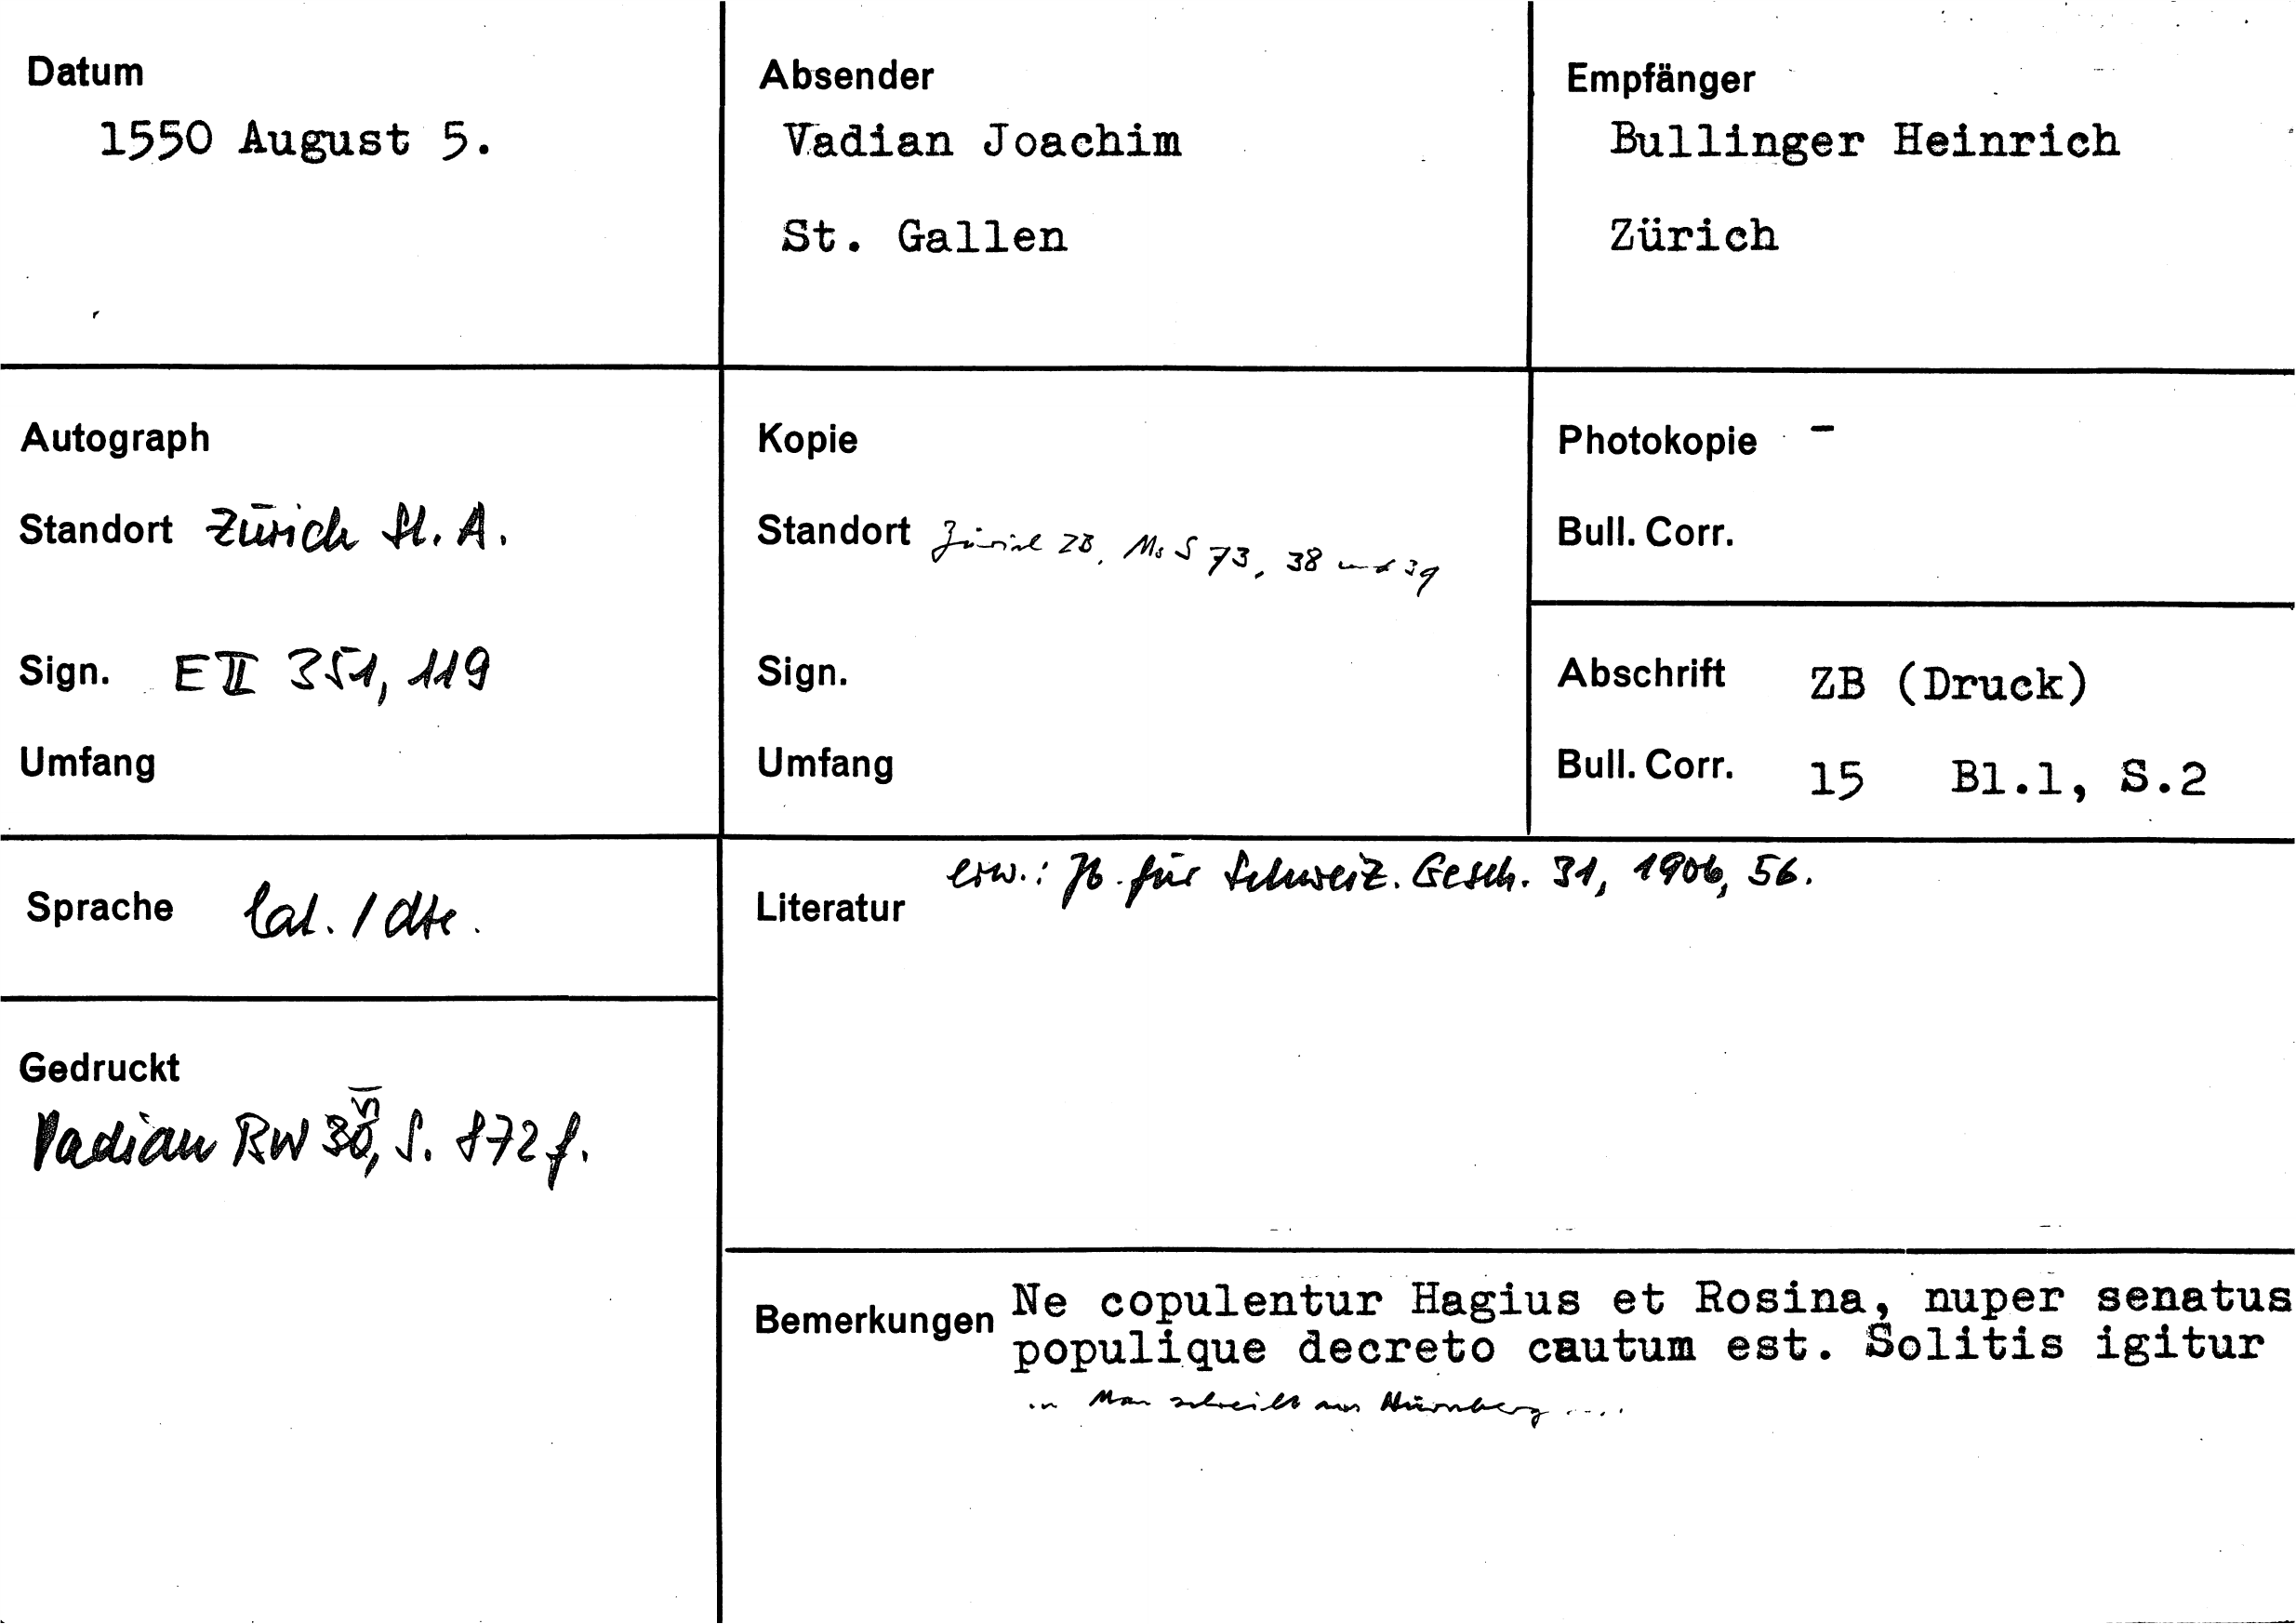 Datum
1550 August 5.
Absender
Vadian Joachim
St. Gallen
Empfänger
Bullinger Heinrich
Zürich
Autograph
Standort Zürich St. A.
Sign. E II 351, 119
Umfang
Kopie
Standort Zürich ZB, Ms S 73, 38 und 39
Sign.
Umfang
Photokopie -
Bull. Corr.
Abschrift ZB (Druck)
Bull. Corr. 15 Bl.1, S.2
Sprache lat. / dte.
Gedruckt
Vadian BW VI, S. 872 f.
Literatur erw.: Jb. für Schweiz. Gesch. 31, 1906, 56.
Bemerkungen Ne copulentur Hagius et Rosina, nuper senatus
populique decreto cautum est. Solitis igitur
... Man schreibt aus Nürnberg ....